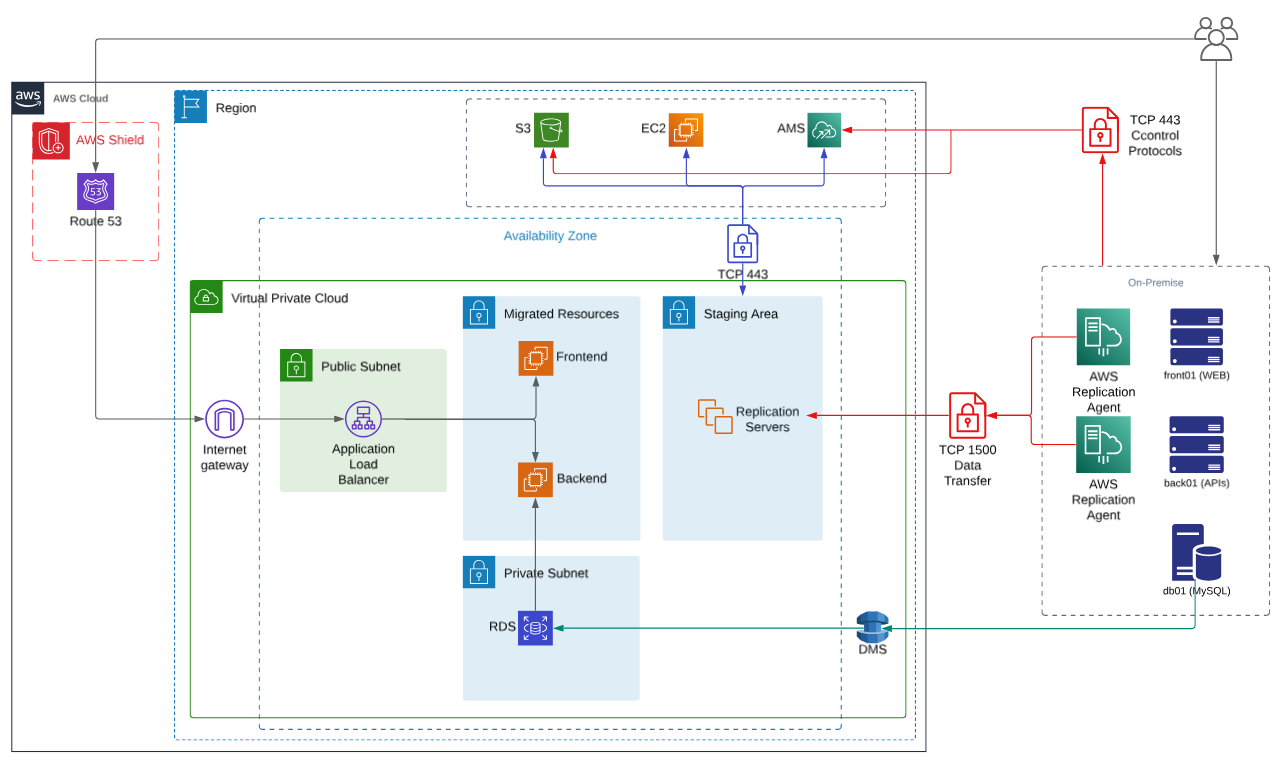 aws
AWS Cloud
Region
AWS Shield
53
Route 53
S3
EC2
AMS
TCP 443
Ccontrol
Protocols
Availability Zone
TCP 443
Virtual Private Cloud
Migrated Resources
Staging Area
Frontend
Public Subnet
Internet
gateway
Application
Load
Balancer
Backend
Replication
Servers
TCP 1500
Data
Transfer
On-Premise
AWS
Replication
Agent
front01 (WEB)
AWS
Replication
Agent
back01 (APIs)
db01 (MySQL)
Private Subnet
RDS
DMS